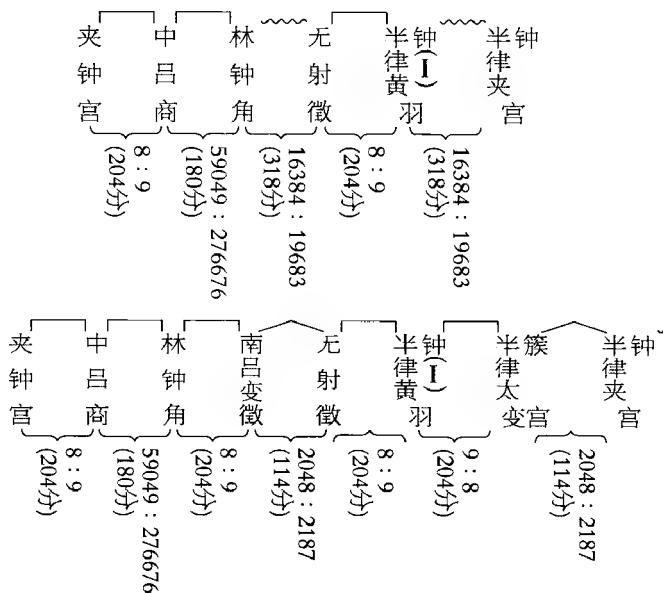 夹钟宫
中吕商
林钟角
无射徵
半律黄钟(I)羽
半律夹钟宫
8：9
(204分)
59049：276676
(180分)
16384：19683
(318分)
8：9
(204分)
16384：19683
(318分)
夹钟宫
中吕商
林钟角
南吕变徵
无射徵
半律黄钟(I)羽
半律太簇变宫
半律夹钟宫
8：9
(204分)
59049：276676
(180分)
8：9
(204分)
2048：2187
(114分)
8：9
(204分)
9：8
(204分)
2048：2187
(114分)